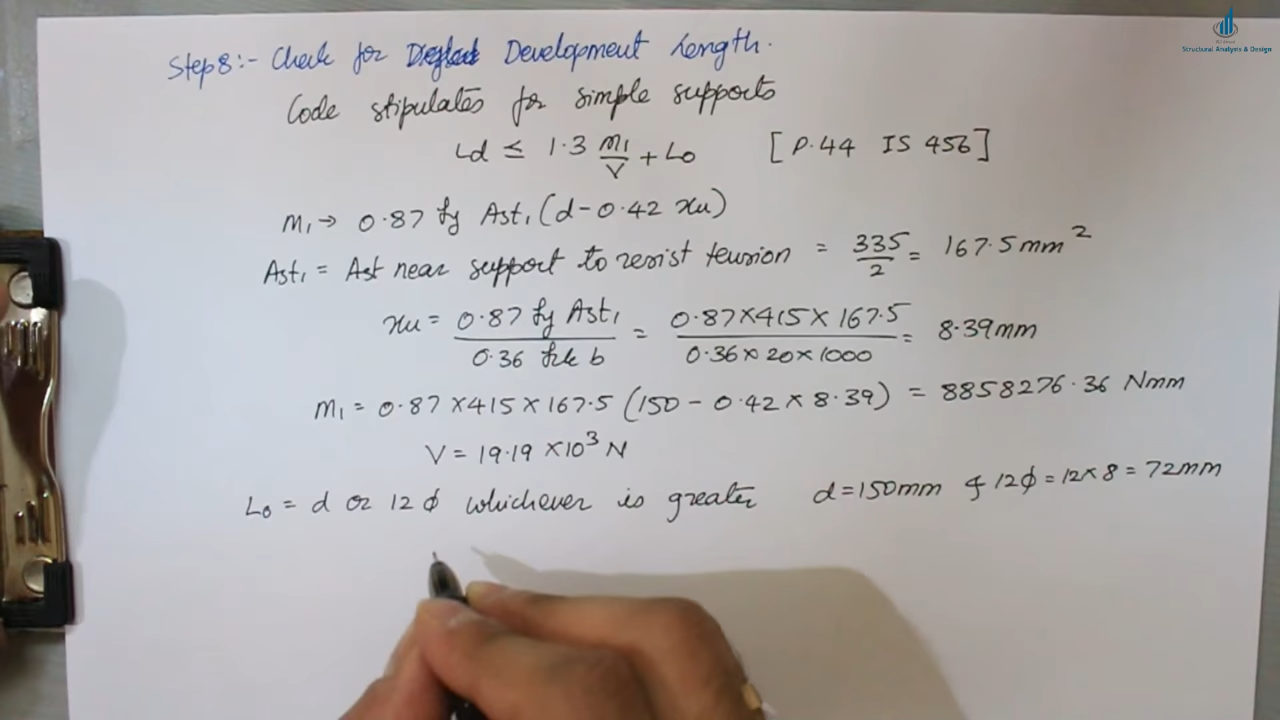 Step 8:- Check for Development Length.
Code stipulates for simple supports
Ld ≤ 1.3 M1/V + Lo [P.44 IS 456]
M1 → 0.87 fy Ast1 (d - 0.42 xu)
Ast1 = Ast near support to resist tension = 335/2 = 167.5 mm²
xu = 0.87 fy Ast1 / 0.36 fck b = 0.87×415×167.5 / 0.36×20×1000 = 8.39mm
M1 = 0.87×415×167.5 (150 - 0.42×8.39) = 8858276.36 Nmm
V = 19.19 ×10³ N
Lo = d or 12 ϕ whichever is greater d=150mm & 12ϕ = 12×8 = 72mm
Structural Analysis & Design